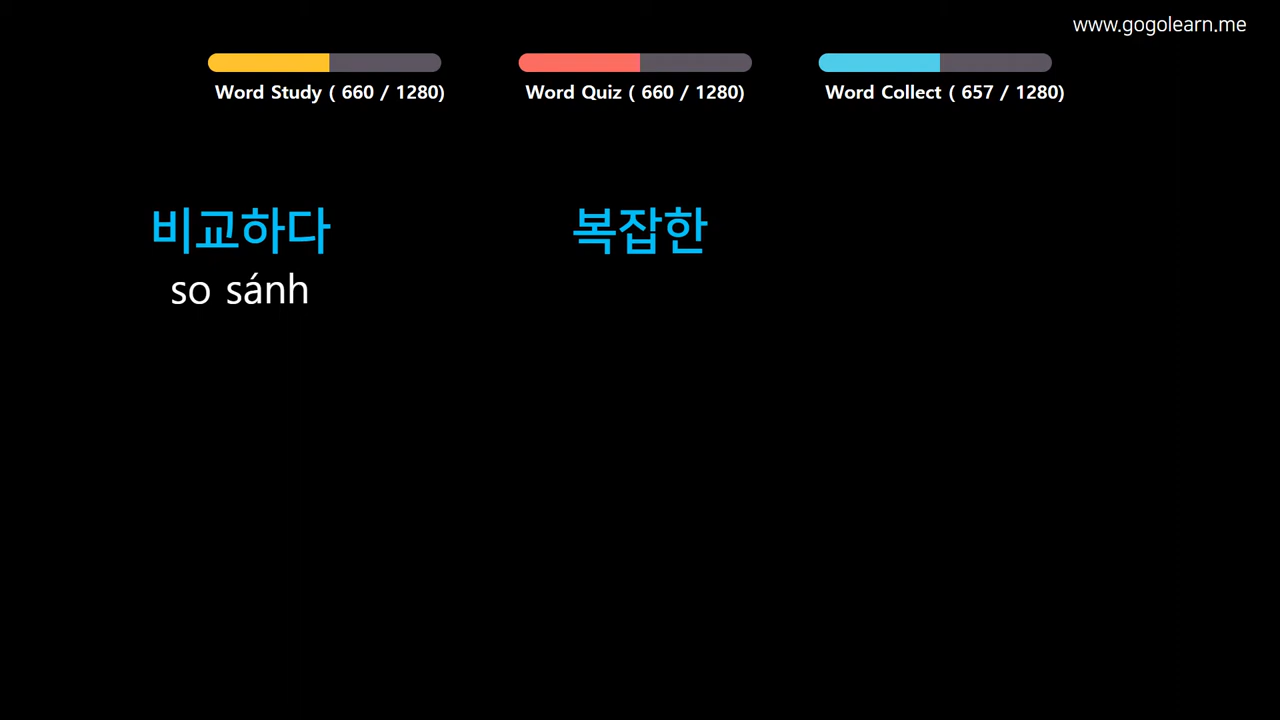 www.gogolearn.me
Word Study ( 660 / 1280)
Word Quiz ( 660 / 1280)
Word Collect ( 657 / 1280)
비교하다
so sánh
복잡한